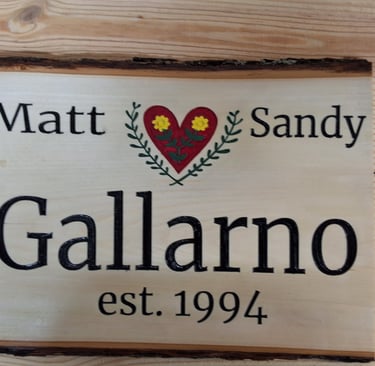 Matt Sandy
Gallarno
est. 1994